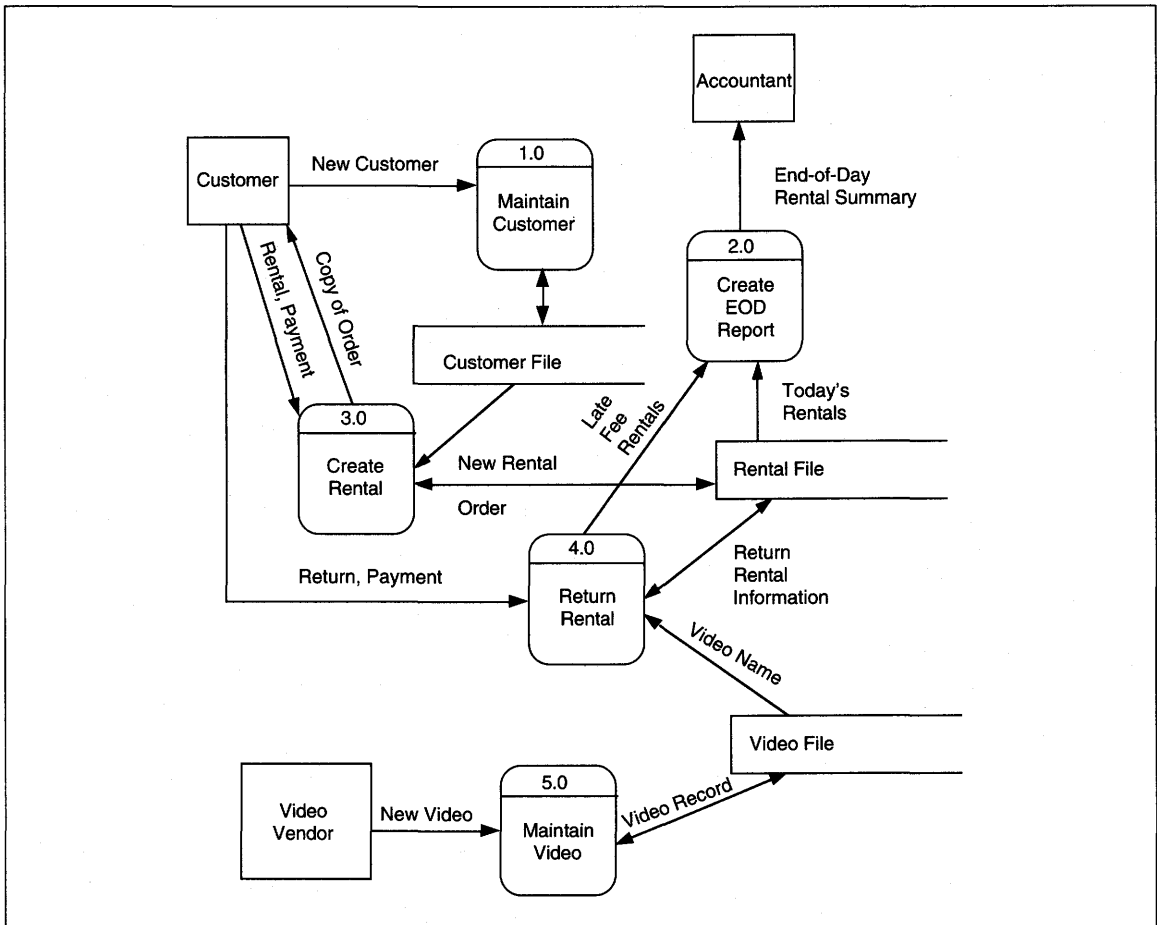 Accountant
Customer
New Customer
1.0
Maintain
Customer
End-of-Day
Rental Summary
2.0
Create
EOD
Report
Rental, Payment
Copy of Order
Customer File
Late
Fee
Rentals
Today's
Rentals
3.0
Create
Rental
New Rental
Order
Rental File
4.0
Return
Rental
Return, Payment
Return
Rental
Information
Video Name
Video File
Video
Vendor
New Video
5.0
Maintain
Video
Video Record